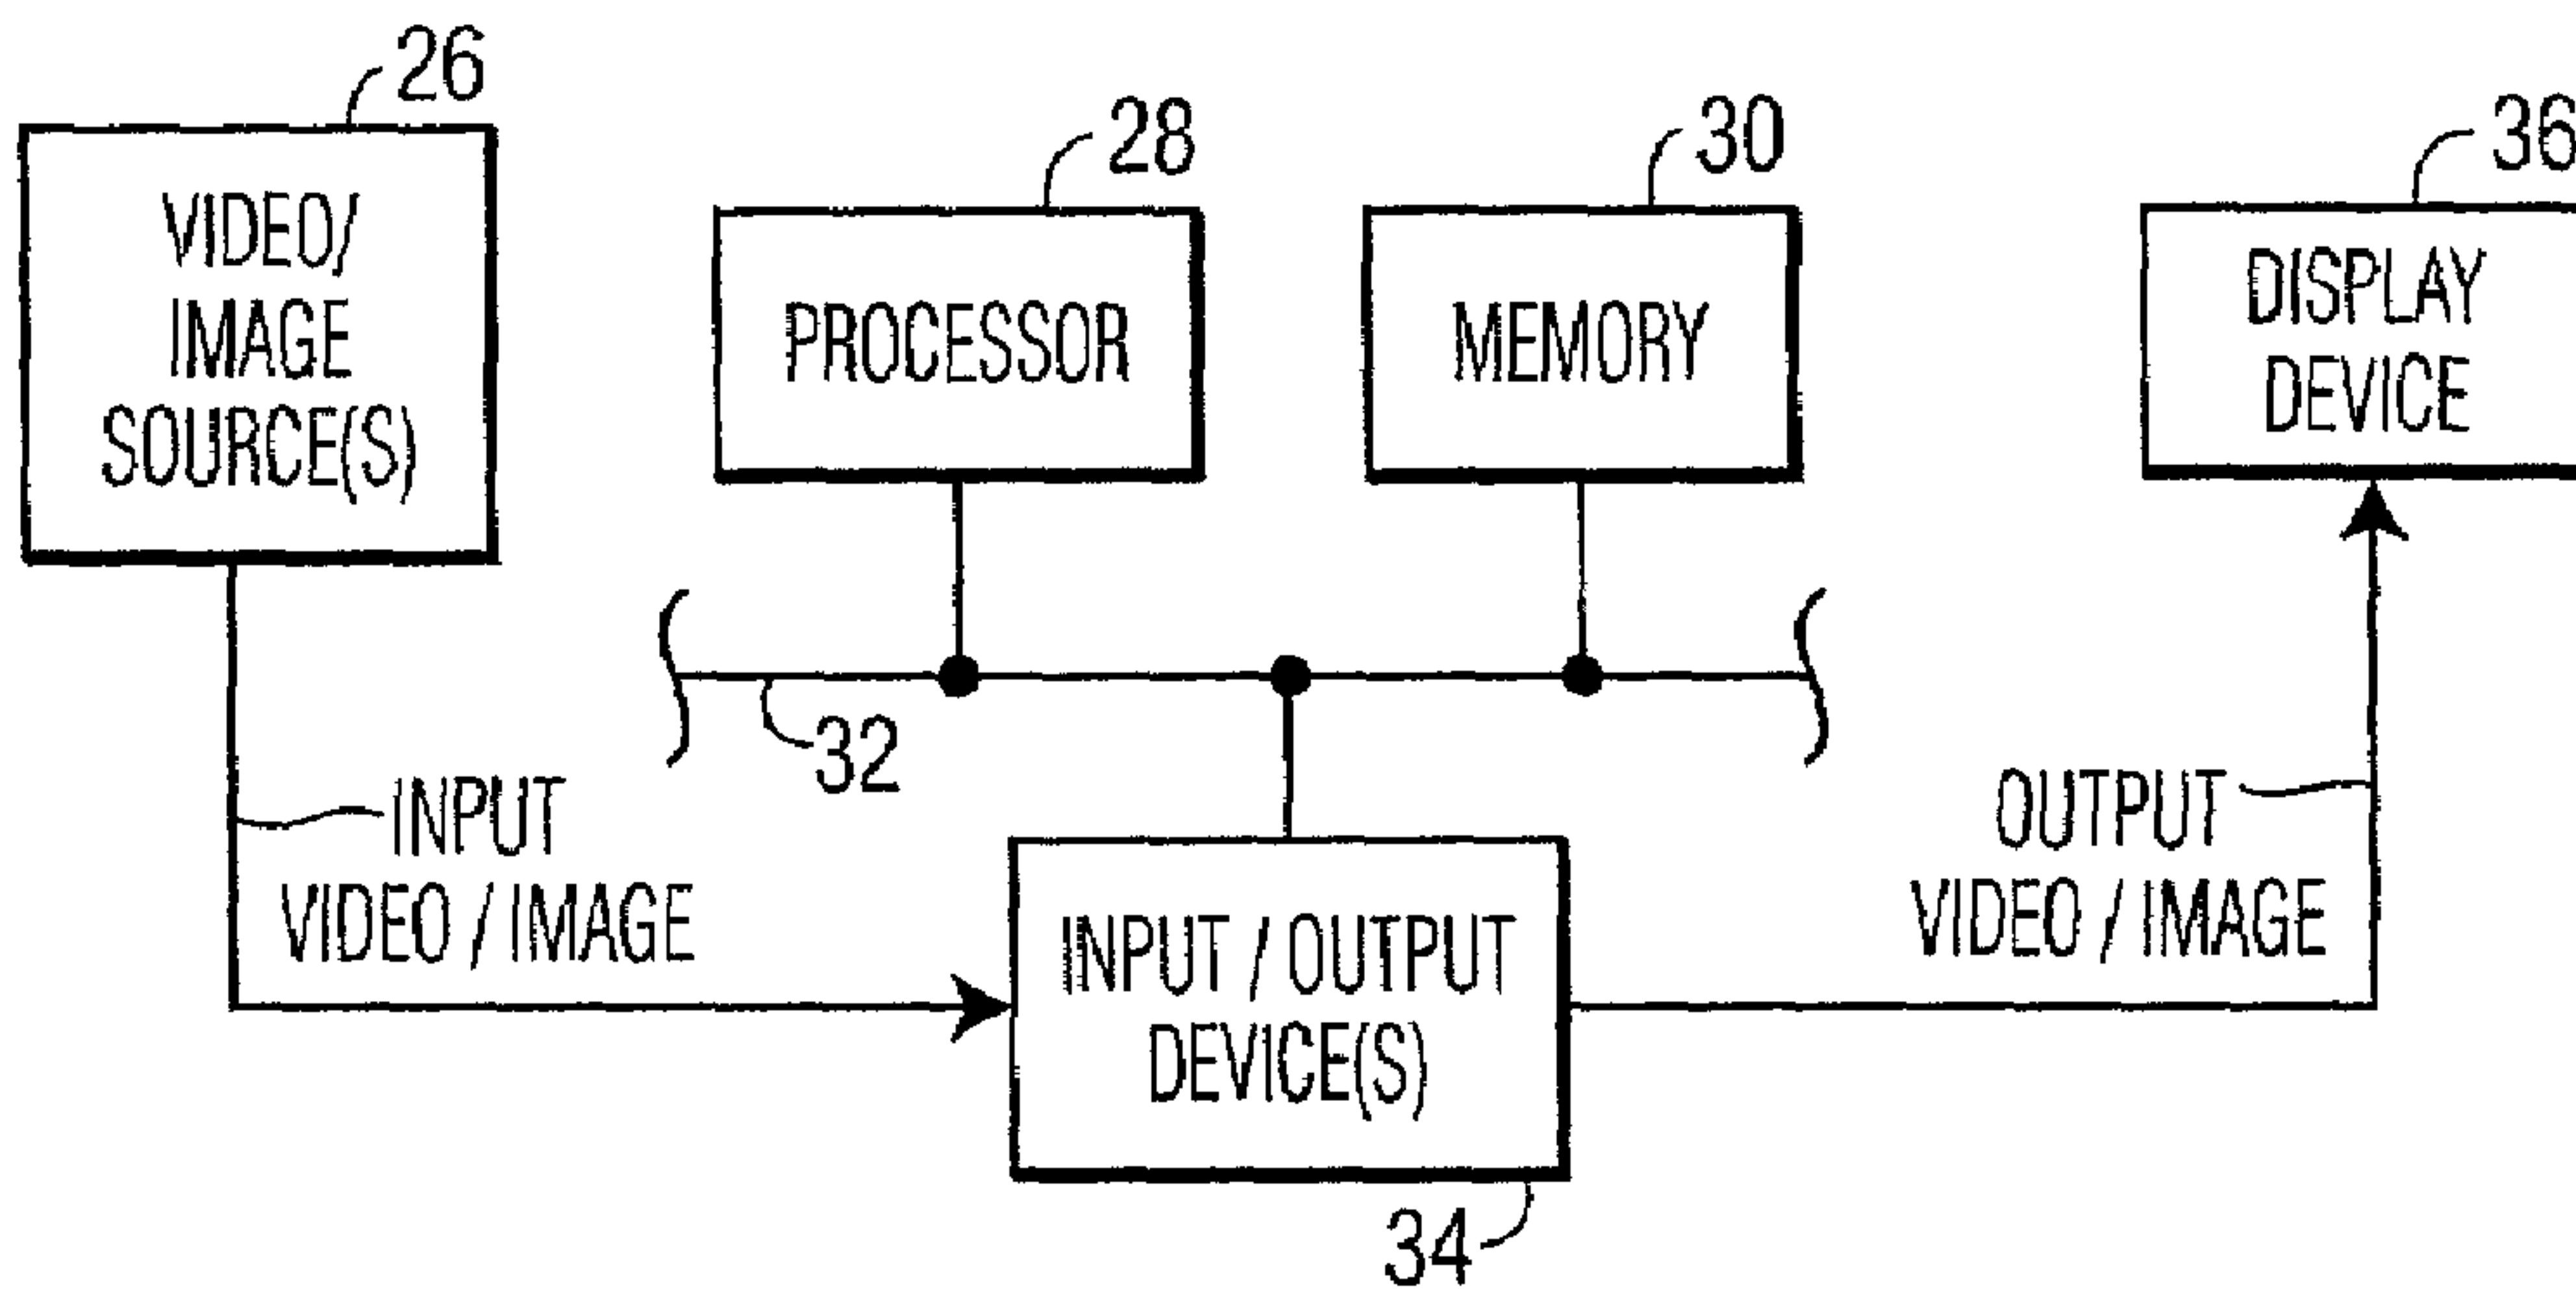 26
VIDEO/
IMAGE
SOURCE(S)
28
PROCESSOR
30
MEMORY
36
DISPLAY
DEVICE
32
INPUT
VIDEO / IMAGE
INPUT / OUTPUT
DEVICE(S)
34
OUTPUT
VIDEO / IMAGE